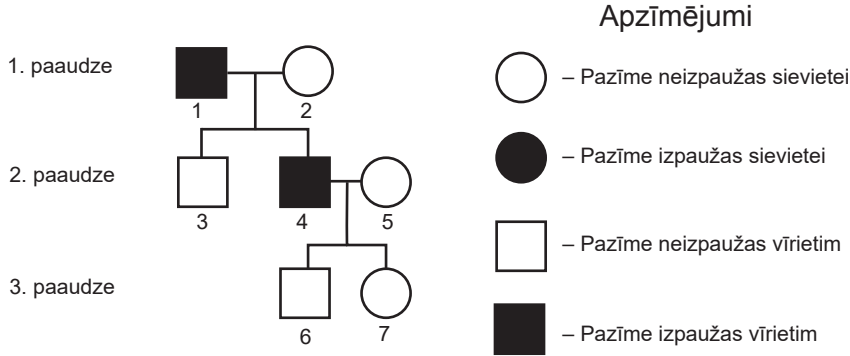 Apzīmējumi
1. paaudze
1
2
2. paaudze
3
4
5
3. paaudze
6
7
– Pazīme neizpaužas sievietei
– Pazīme izpaužas sievietei
– Pazīme neizpaužas vīrietim
– Pazīme izpaužas vīrietim